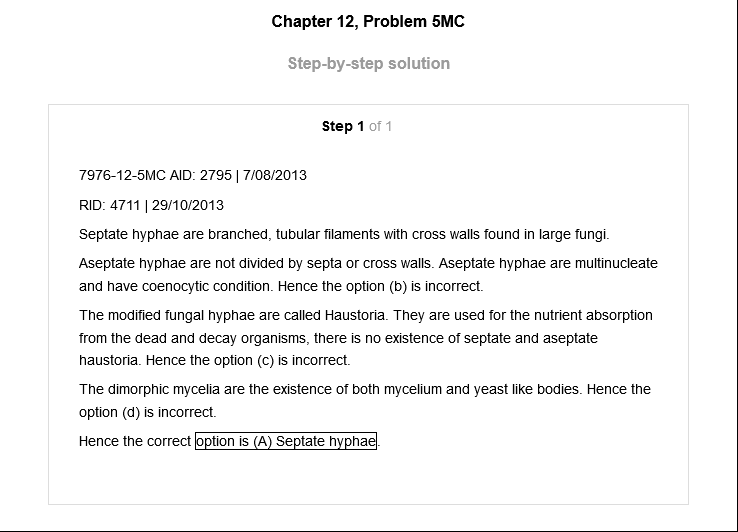 Chapter 12, Problem 5MC
Step-by-step solution
Step 1 of 1
7976-12-5MC AID: 2795 | 7/08/2013
RID: 4711 | 29/10/2013
Septate hyphae are branched, tubular filaments with cross walls found in large fungi.
Aseptate hyphae are not divided by septa or cross walls. Aseptate hyphae are multinucleate
and have coenocytic condition. Hence the option (b) is incorrect.
The modified fungal hyphae are called Haustoria. They are used for the nutrient absorption
from the dead and decay organisms, there is no existence of septate and aseptate
haustoria. Hence the option (c) is incorrect.
The dimorphic mycelia are the existence of both mycelium and yeast like bodies. Hence the
option (d) is incorrect.
Hence the correct option is (A) Septate hyphae.